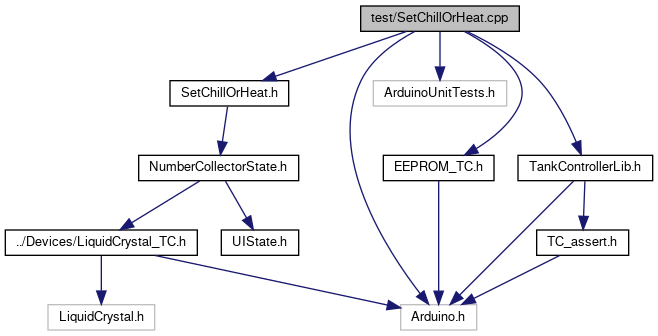 test/SetChillOrHeat.cpp
SetChillOrHeat.h
ArduinoUnitTests.h
NumberCollectorState.h
EEPROM_TC.h
TankControllerLib.h
../Devices/LiquidCrystal_TC.h
UIState.h
TC_assert.h
LiquidCrystal.h
Arduino.h